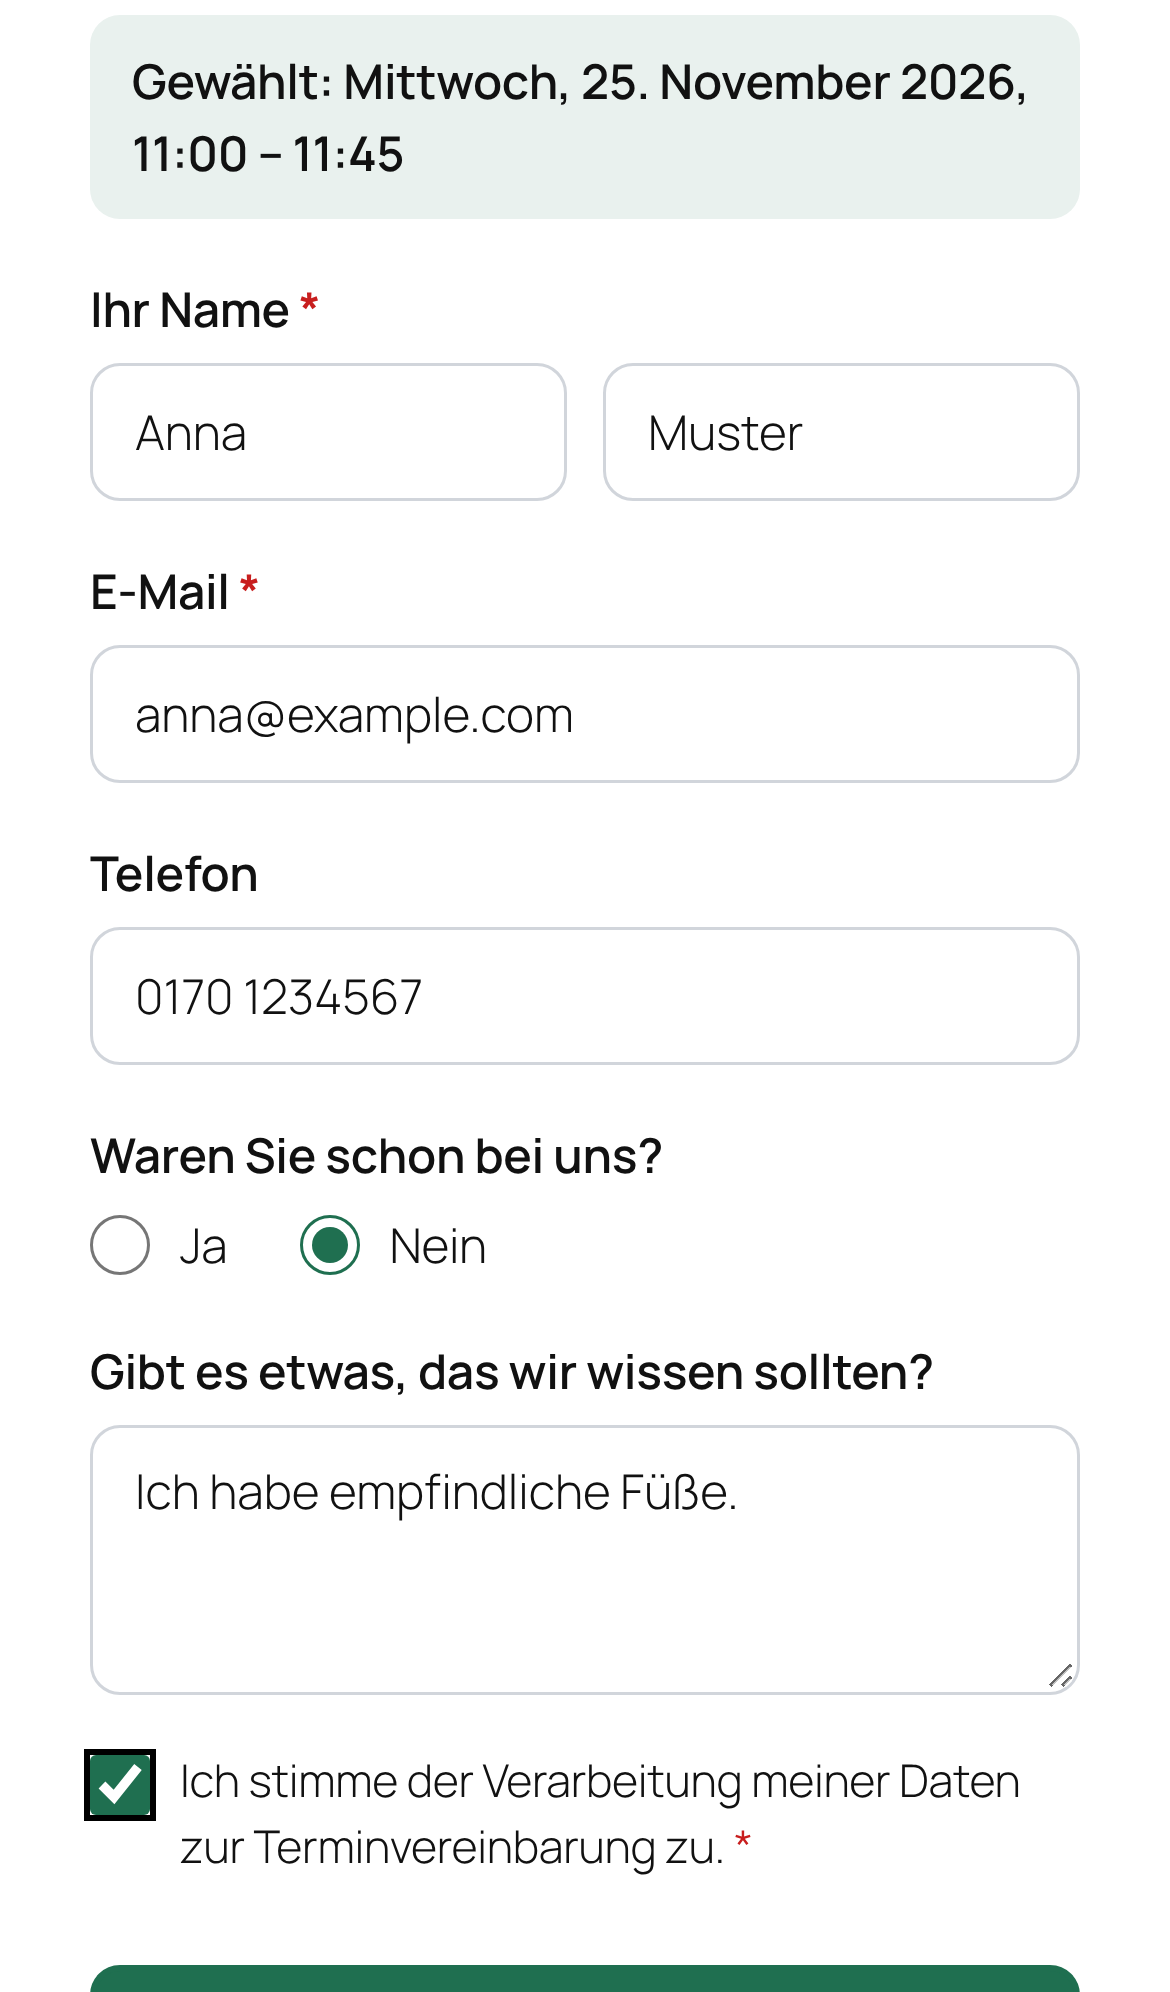 Gewählt: Mittwoch, 25. November 2026,
11:00 – 11:45
Ihr Name *
Anna
Muster
E-Mail *
anna@example.com
Telefon
0170 1234567
Waren Sie schon bei uns?
Ja
Nein
Gibt es etwas, das wir wissen sollten?
Ich habe empfindliche Füße.
Ich stimme der Verarbeitung meiner Daten
zur Terminvereinbarung zu. *